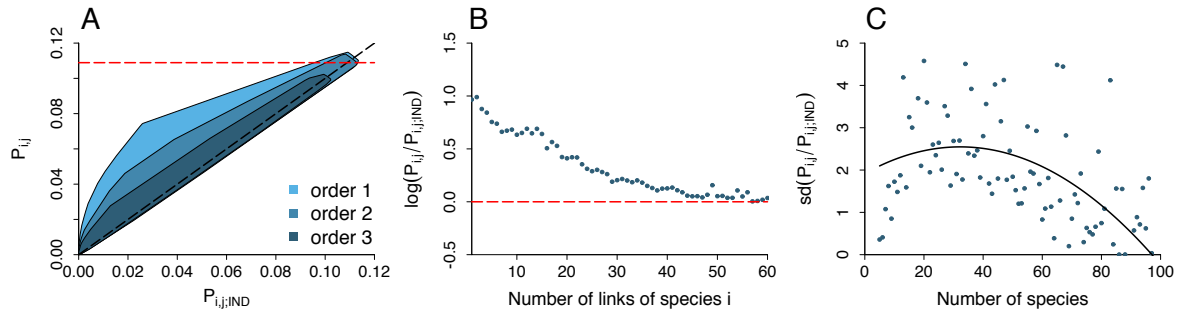 A
0.12
0.08
0.04
0.00
P i,j
0.00 0.02 0.04 0.06 0.08 0.10 0.12
P i,j;IND
order 1
order 2
order 3
B
1.5
1.0
0.5
0.0
-0.5
log(P i,j / P i,j;IND)
10 20 30 40 50 60
Number of links of species i
C
5
4
3
2
1
0
sd(P i,j / P i,j;IND)
0 20 40 60 80 100
Number of species